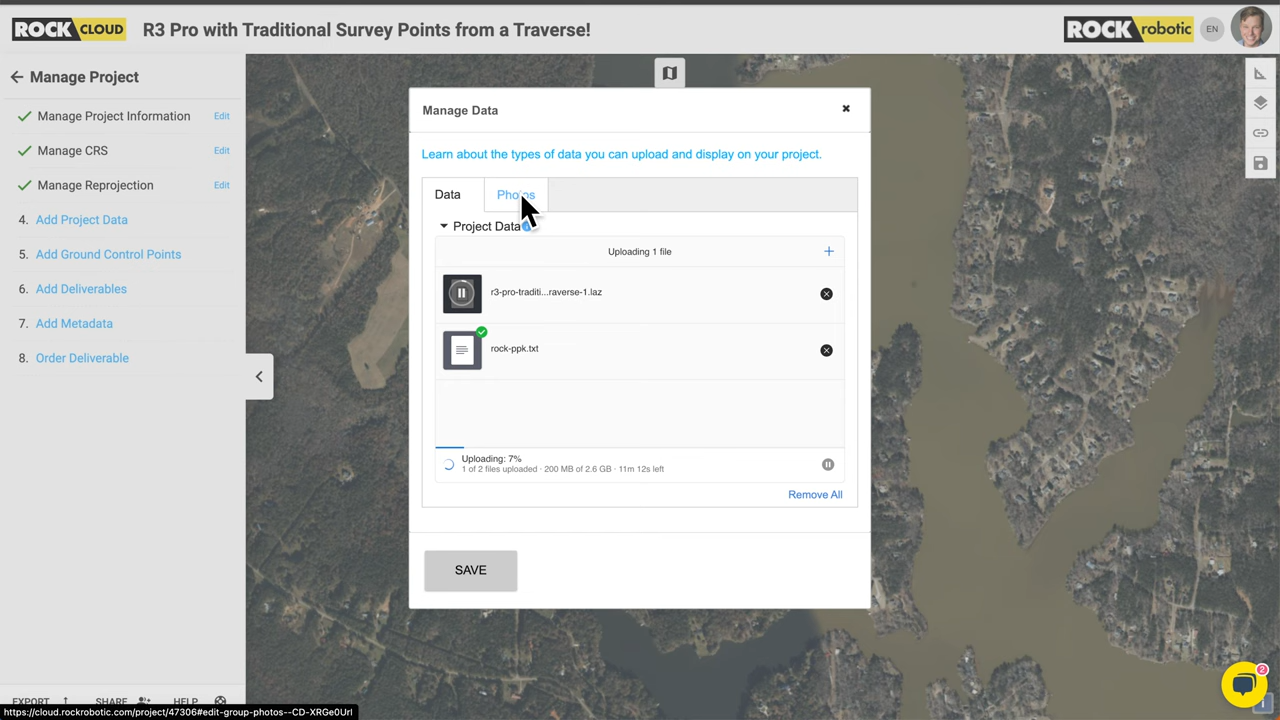 ROCK CLOUD
R3 Pro with Traditional Survey Points from a Traverse!
ROCK robotic
EN
Manage Project
Manage Project Information
Edit
Manage CRS
Edit
Manage Reprojection
Edit
4. Add Project Data
5. Add Ground Control Points
6. Add Deliverables
7. Add Metadata
8. Order Deliverable
Manage Data
Learn about the types of data you can upload and display on your project.
Data
Photos
Project Data
Uploading 1 file
r3-pro-traditi...raverse-1.laz
rock-ppk.txt
Uploading: 7%
1 of 2 files uploaded · 200 MB of 2.6 GB · 11m 12s left
Remove All
SAVE
EXPORT
SHARE
HELP
2
https://cloud.rockrobotic.com/project/47306#edit-group-photos--CD-XRGe0UrI